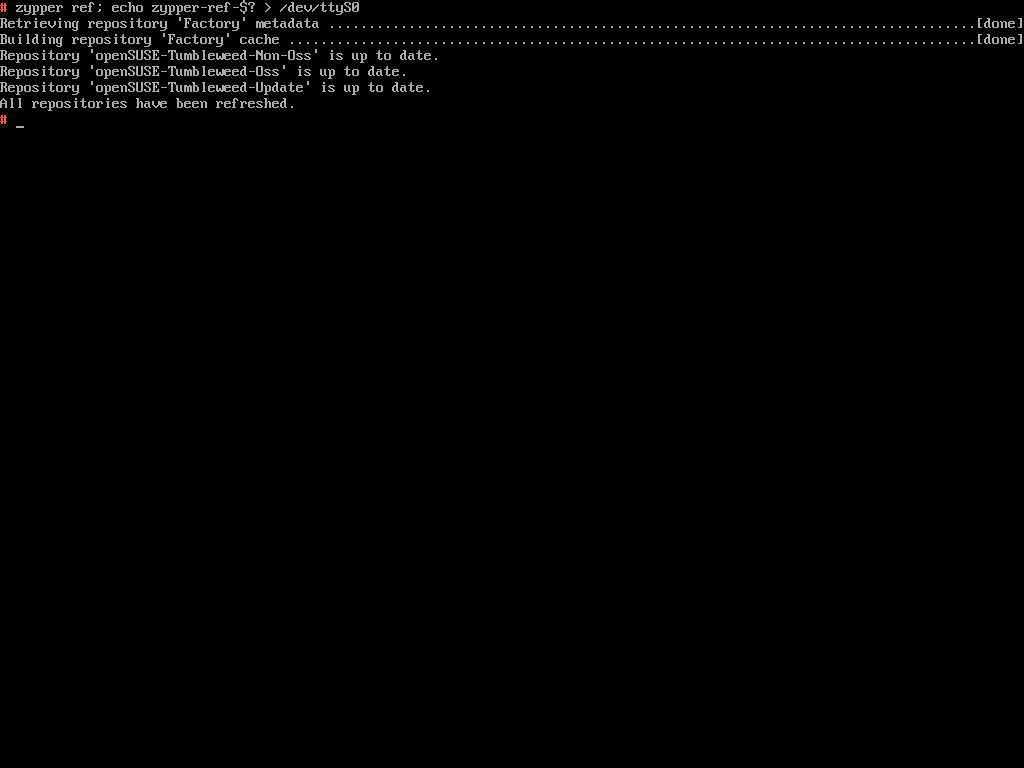 # zypper ref; echo zypper-ref-$? > /dev/ttyS0
Retrieving repository 'Factory' metadata .................................................................................[done]
Building repository 'Factory' cache ......................................................................................[done]
Repository 'openSUSE-Tumbleweed-Non-Oss' is up to date.
Repository 'openSUSE-Tumbleweed-Oss' is up to date.
Repository 'openSUSE-Tumbleweed-Update' is up to date.
All repositories have been refreshed.
# _